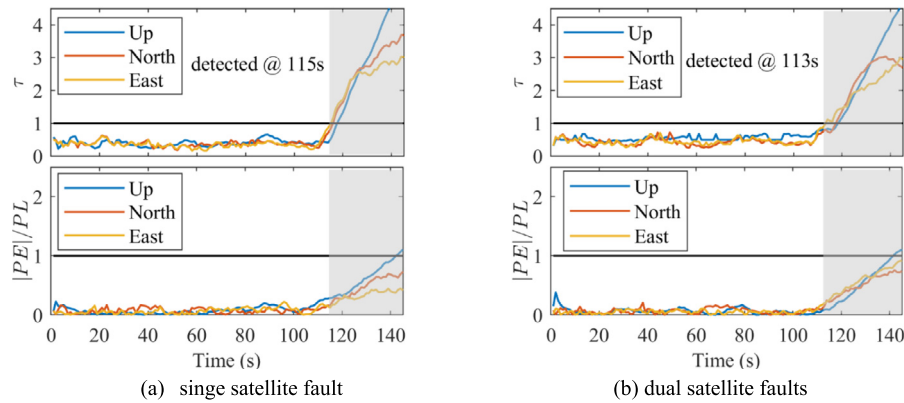 4
3
2
1
0
τ
Up
North
East
detected @ 115s
2
1
0
|PE|/PL
Up
North
East
0 20 40 60 80 100 120 140
Time (s)
(a) singe satellite fault
4
3
2
1
0
τ
Up
North
East
detected @ 113s
2
1
0
|PE|/PL
Up
North
East
0 20 40 60 80 100 120 140
Time (s)
(b) dual satellite faults